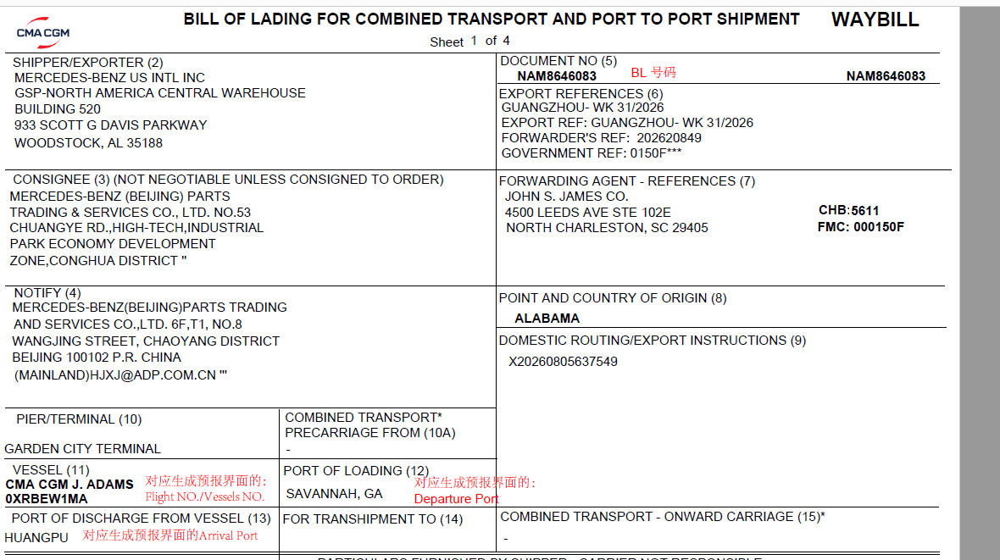 BILL OF LADING FOR COMBINED TRANSPORT AND PORT TO PORT SHIPMENT WAYBILL
CMA CGM
Sheet 1 of 4
SHIPPER/EXPORTER (2)
MERCEDES-BENZ US INTL INC
GSP-NORTH AMERICA CENTRAL WAREHOUSE
BUILDING 520
933 SCOTT G DAVIS PARKWAY
WOODSTOCK, AL 35188
DOCUMENT NO (5)
NAM8646083 BL 号码 NAM8646083
EXPORT REFERENCES (6)
GUANGZHOU- WK 31/2026
EXPORT REF: GUANGZHOU- WK 31/2026
FORWARDER'S REF: 202620849
GOVERNMENT REF: 0150F***
CONSIGNEE (3) (NOT NEGOTIABLE UNLESS CONSIGNED TO ORDER)
MERCEDES-BENZ (BEIJING) PARTS
TRADING & SERVICES CO., LTD. NO.53
CHUANGYE RD.,HIGH-TECH,INDUSTRIAL
PARK ECONOMY DEVELOPMENT
ZONE,CONGHUA DISTRICT "
FORWARDING AGENT - REFERENCES (7)
JOHN S. JAMES CO.
4500 LEEDS AVE STE 102E
NORTH CHARLESTON, SC 29405
CHB:5611
FMC: 000150F
NOTIFY (4)
MERCEDES-BENZ(BEIJING)PARTS TRADING
AND SERVICES CO.,LTD. 6F,T1, NO.8
WANGJING STREET, CHAOYANG DISTRICT
BEIJING 100102 P.R. CHINA
(MAINLAND)HJXJ@ADP.COM.CN '"
POINT AND COUNTRY OF ORIGIN (8)
ALABAMA
DOMESTIC ROUTING/EXPORT INSTRUCTIONS (9)
X20260805637549
PIER/TERMINAL (10)
GARDEN CITY TERMINAL
COMBINED TRANSPORT*
PRECARRIAGE FROM (10A)
-
VESSEL (11)
CMA CGM J. ADAMS
0XRBEW1MA
对应生成预报界面的:
Flight NO./Vessels NO.
PORT OF LOADING (12)
SAVANNAH, GA
对应生成预报界面的:
Departure Port
PORT OF DISCHARGE FROM VESSEL (13)
HUANGPU 对应生成预报界面的Arrival Port
FOR TRANSHIPMENT TO (14)
COMBINED TRANSPORT - ONWARD CARRIAGE (15)*
-
PARTICULARS FURNISHED BY SHIPPER - CARRIER NOT RESPONSIBLE